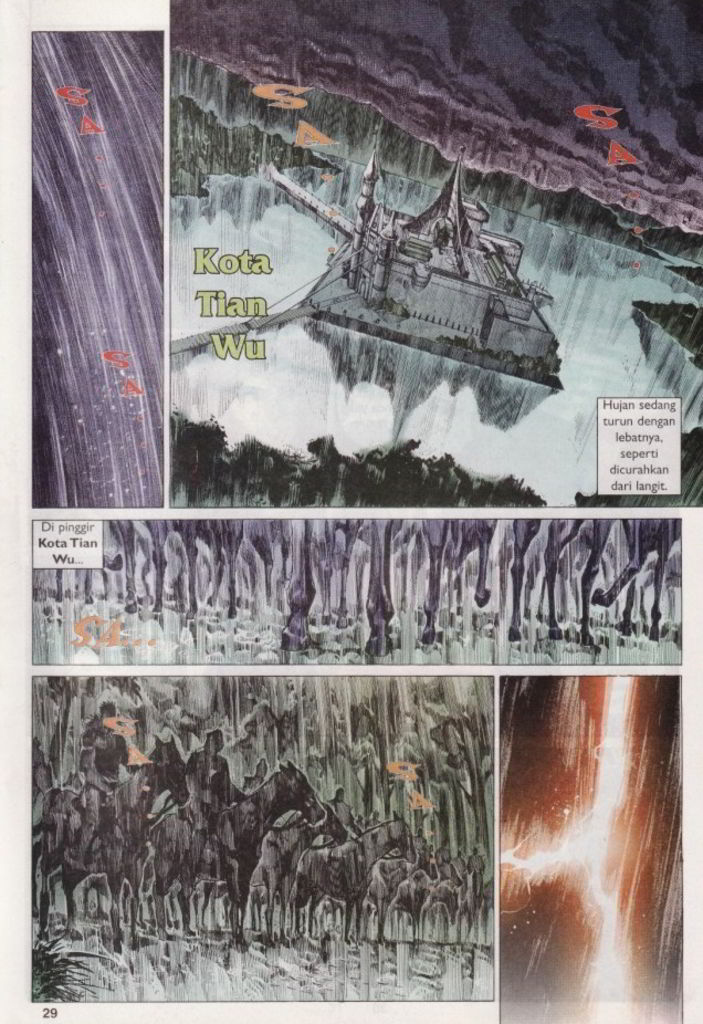 SA...
SA...
SA...
SA...
Kota
Tian
Wu
Hujan sedang
turun dengan
lebatnya,
seperti
dicurahkan
dari langit.
Di pinggir
Kota Tian
Wu...
SA...
SA
SA...
29